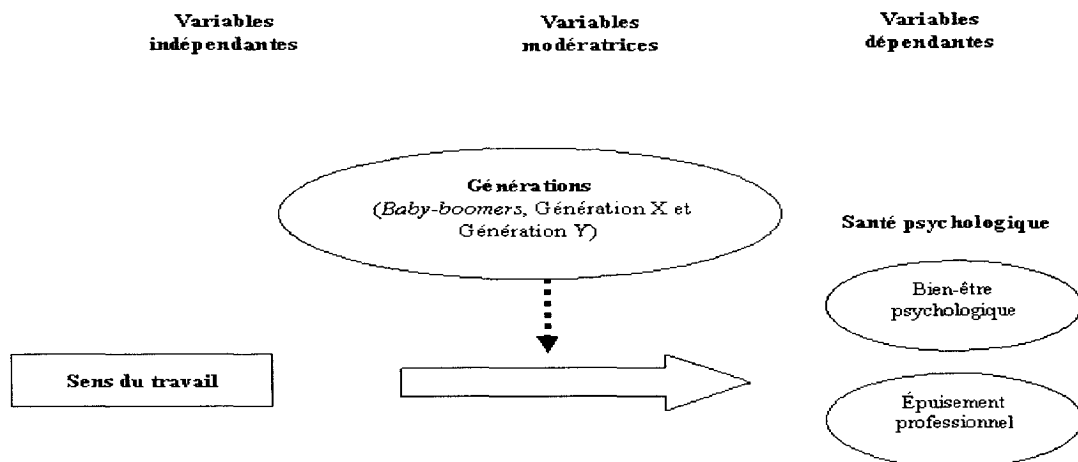 Variables
indépendantes
Variables
modératrices
Variables
dépendantes
Générations
(Baby-boomers, Génération X et
Génération Y)
Santé psychologique
Bien-être
psychologique
Sens du travail
Épuisement
professionnel